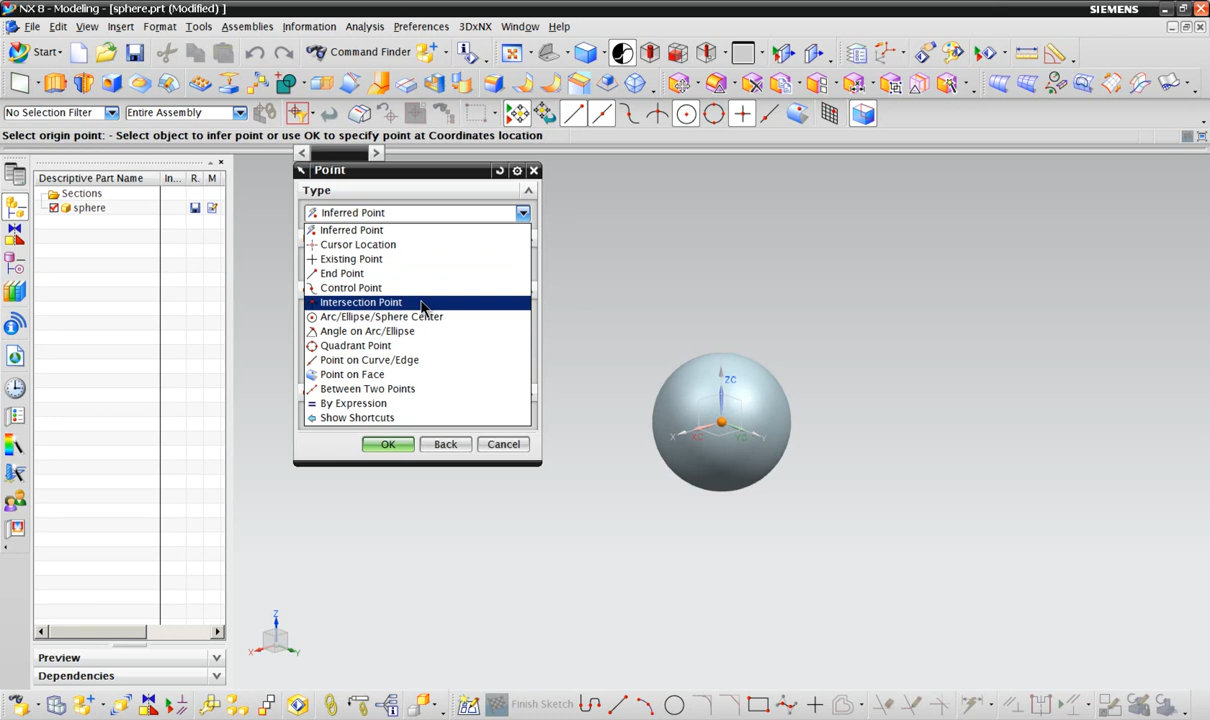 NX 8 - Modeling - [sphere.prt (Modified) ]
SIEMENS
File Edit View Insert Format Tools Assemblies Information Analysis Preferences 3DxNX Window Help
Start Command Finder
No Selection Filter Entire Assembly
Select origin point: - Select object to infer point or use OK to specify point at Coordinates location
Descriptive Part Name In... R. M
Sections
sphere
Point
Type
Inferred Point
Inferred Point
Cursor Location
Existing Point
End Point
Control Point
Intersection Point
Arc/Ellipse/Sphere Center
Angle on Arc/Ellipse
Quadrant Point
Point on Curve/Edge
Point on Face
Between Two Points
By Expression
Show Shortcuts
OK Back Cancel
ZC
X XC YC Y
Z
X Y
Preview
Dependencies
Finish Sketch